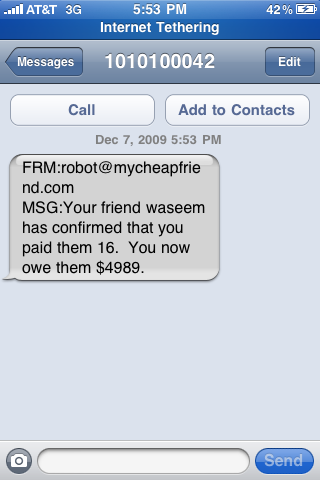 AT&T 3G 5:53 PM 42%
Internet Tethering
Messages 1010100042 Edit
Call Add to Contacts
Dec 7, 2009 5:53 PM
FRM:robot@mycheapfrie
nd.com
MSG:Your friend waseem
has confirmed that you
paid them 16.  You now
owe them $4989.
Send